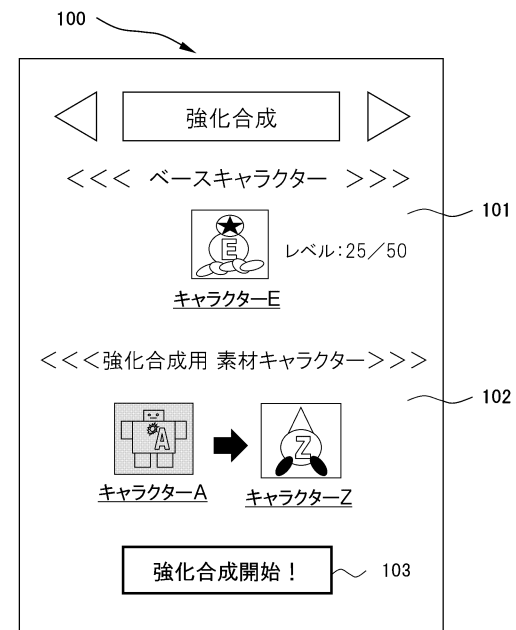 100
強化合成
<<< ベースキャラクター >>>
101
E
レベル:25/50
キャラクターE
<<<強化合成用 素材キャラクター>>>
102
A
Z
キャラクターA
キャラクターZ
強化合成開始!
103